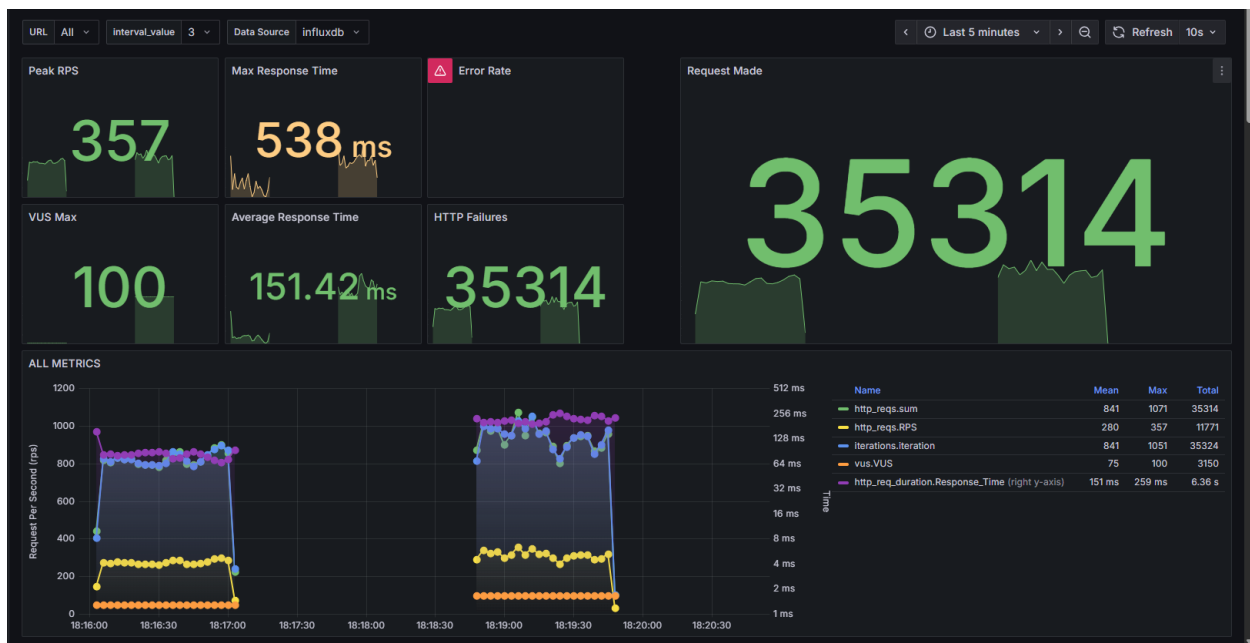 URL All interval_value 3 Data Source influxdb Last 5 minutes Refresh 10s
Peak RPS
357
Max Response Time
538 ms
Error Rate
Request Made
35314
VUS Max
100
Average Response Time
151.42 ms
HTTP Failures
35314
ALL METRICS
Request Per Second (rps)
1200
1000
800
600
400
200
0
18:16:00 18:16:30 18:17:00 18:17:30 18:18:00 18:18:30 18:19:00 18:19:30 18:20:00 18:20:30
512 ms
256 ms
128 ms
64 ms
32 ms
16 ms
8 ms
4 ms
2 ms
1 ms
Time
Name Mean Max Total
http_reqs.sum 841 1071 35314
http_reqs.RPS 280 357 11771
iterations.iteration 841 1051 35324
vus.VUS 75 100 3150
http_req_duration.Response_Time (right y-axis) 151 ms 259 ms 6.36 s